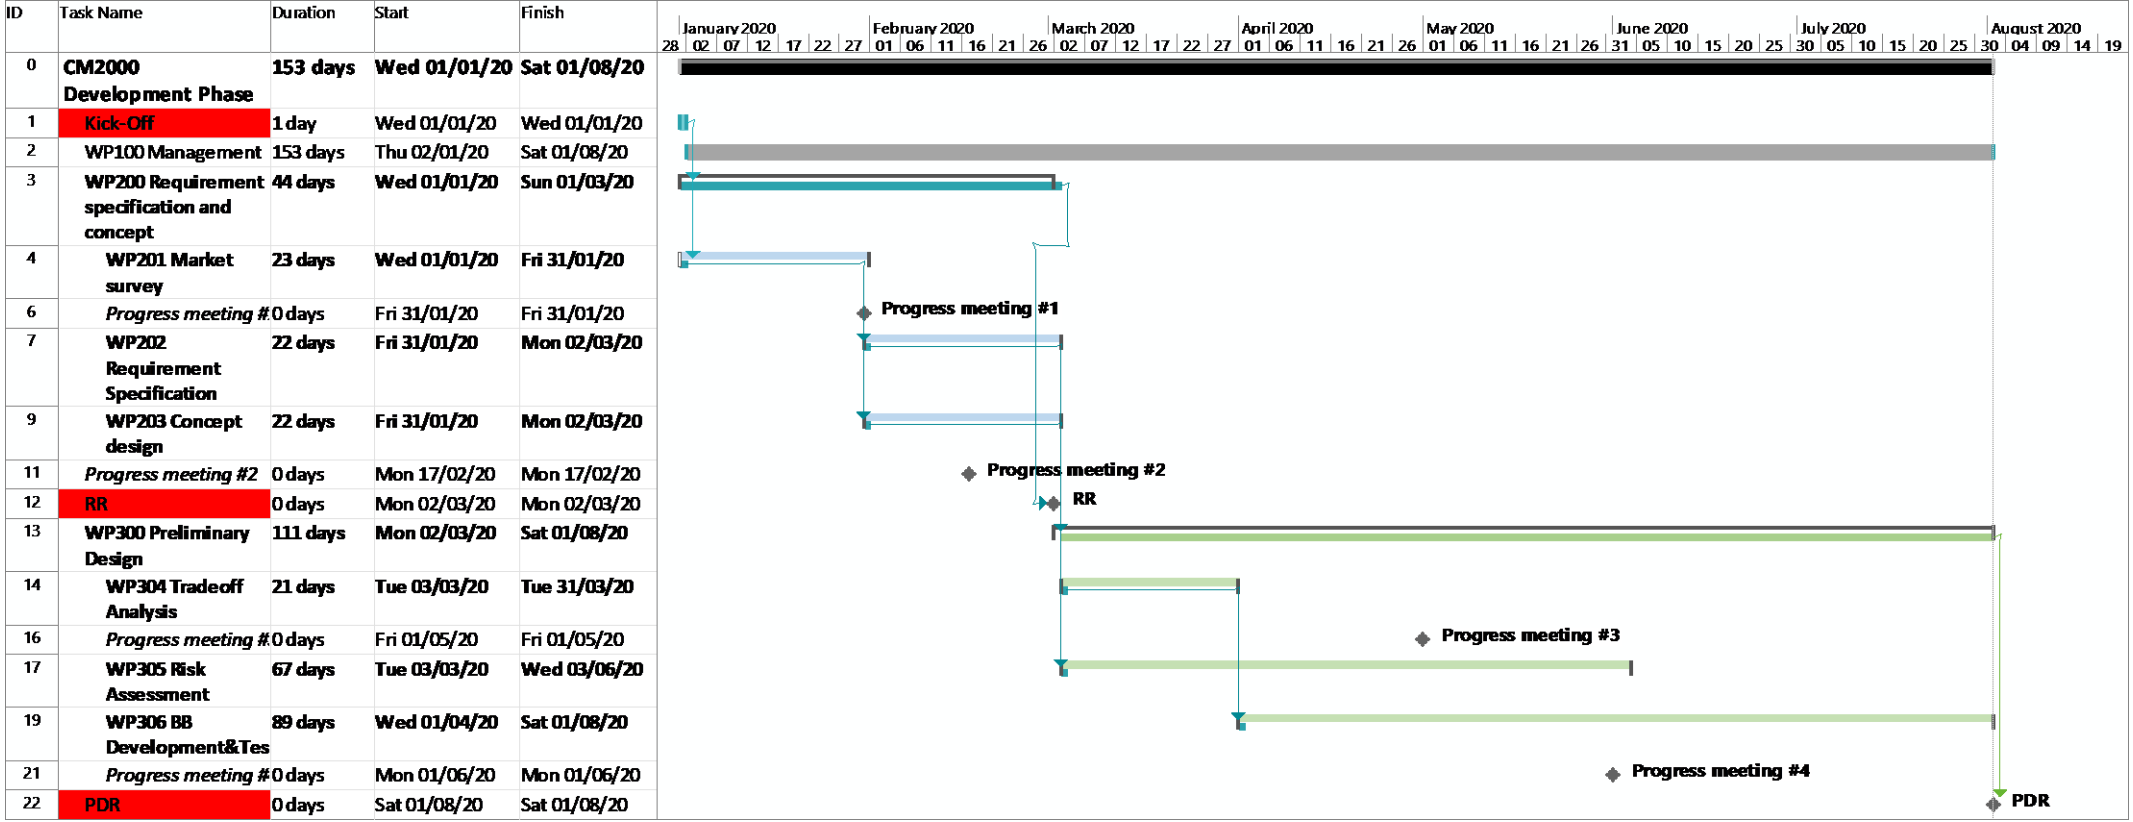 ID Task Name Duration Start Finish
January 2020 February 2020 March 2020 April 2020 May 2020 June 2020 July 2020 August 2020
28 02 07 12 17 22 27 01 06 11 16 21 26 02 07 12 17 22 27 01 06 11 16 21 26 01 06 11 16 21 26 31 05 10 15 20 25 30 05 10 15 20 25 30 04 09 14 19
0 CM2000 153 days Wed 01/01/20 Sat 01/08/20
Development Phase
1 Kick-Off 1 day Wed 01/01/20 Wed 01/01/20
2 WP100 Management 153 days Thu 02/01/20 Sat 01/08/20
3 WP200 Requirement 44 days Wed 01/01/20 Sun 01/03/20
specification and
concept
4 WP201 Market 23 days Wed 01/01/20 Fri 31/01/20
survey
6 Progress meeting # 0 days Fri 31/01/20 Fri 31/01/20 Progress meeting #1
7 WP202 22 days Fri 31/01/20 Mon 02/03/20
Requirement
Specification
9 WP203 Concept 22 days Fri 31/01/20 Mon 02/03/20
design
11 Progress meeting #2 0 days Mon 17/02/20 Mon 17/02/20 Progress meeting #2
12 RR 0 days Mon 02/03/20 Mon 02/03/20 RR
13 WP300 Preliminary 111 days Mon 02/03/20 Sat 01/08/20
Design
14 WP304 Tradeoff 21 days Tue 03/03/20 Tue 31/03/20
Analysis
16 Progress meeting # 0 days Fri 01/05/20 Fri 01/05/20 Progress meeting #3
17 WP305 Risk 67 days Tue 03/03/20 Wed 03/06/20
Assessment
19 WP306 BB 89 days Wed 01/04/20 Sat 01/08/20
Development&Tes
21 Progress meeting # 0 days Mon 01/06/20 Mon 01/06/20 Progress meeting #4
22 PDR 0 days Sat 01/08/20 Sat 01/08/20 PDR